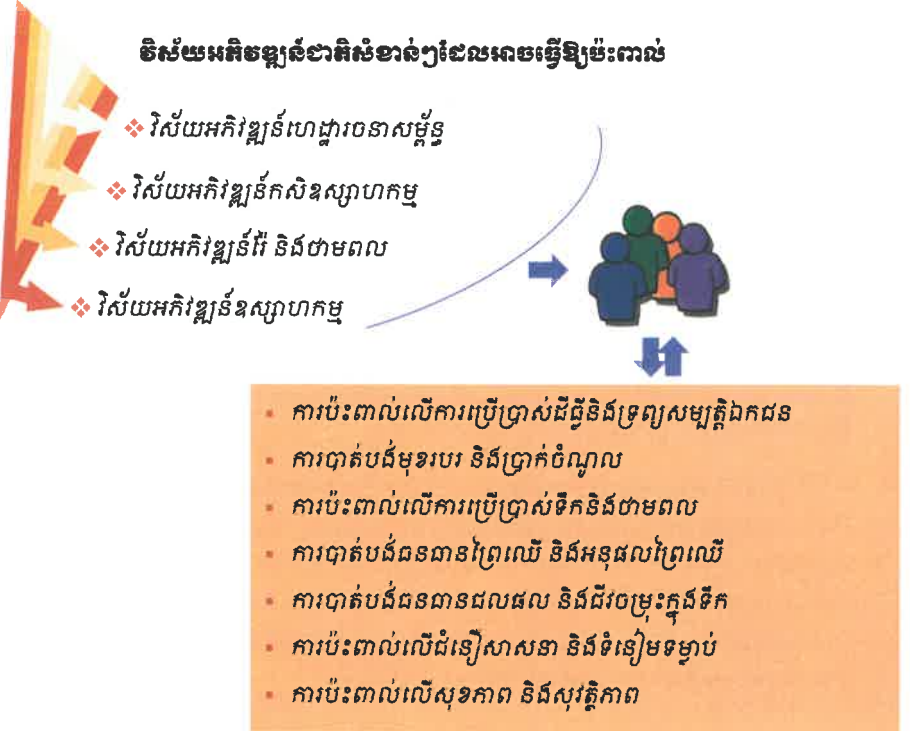 វិស័យអភិវឌ្ឍន៍ជាតិសំខាន់ៗដែលអាចធ្វើឱ្យប៉ះពាល់
❖ វិស័យអភិវឌ្ឍន៍ហេដ្ឋារចនាសម្ព័ន្ធ
❖ វិស័យអភិវឌ្ឍន៍កសិឧស្សាហកម្ម
❖ វិស័យអភិវឌ្ឍន៍រ៉ែ និងថាមពល
❖ វិស័យអភិវឌ្ឍន៍ឧស្សាហកម្ម
▪ ការប៉ះពាល់លើការប្រើប្រាស់ដីធ្លីនិងទ្រព្យសម្បត្តិឯកជន
▪ ការបាត់បង់មុខរបរ និងប្រាក់ចំណូល
▪ ការប៉ះពាល់លើការប្រើប្រាស់ទឹកនិងថាមពល
▪ ការបាត់បង់ធនធានព្រៃឈើ និងអនុផលព្រៃឈើ
▪ ការបាត់បង់ធនធានជលផល និងជីវចម្រុះក្នុងទឹក
▪ ការប៉ះពាល់លើជំនឿសាសនា និងទំនៀមទម្លាប់
▪ ការប៉ះពាល់លើសុខភាព និងសុវត្ថិភាព